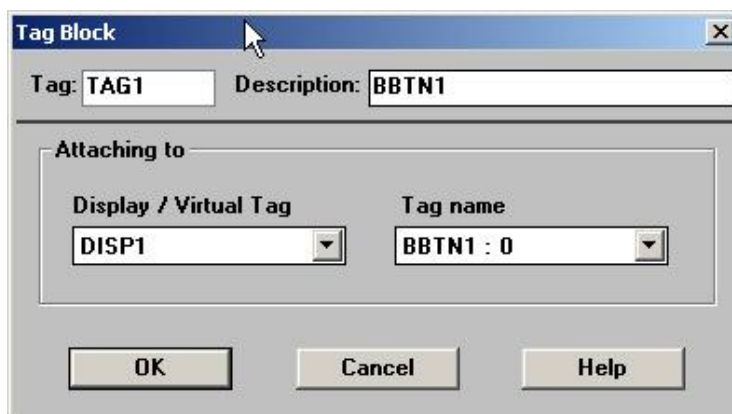 Tag Block
Tag: TAG1 Description: BBTN1
Attaching to
Display / Virtual Tag Tag name
DISP1 BBTN1 : 0
OK Cancel Help